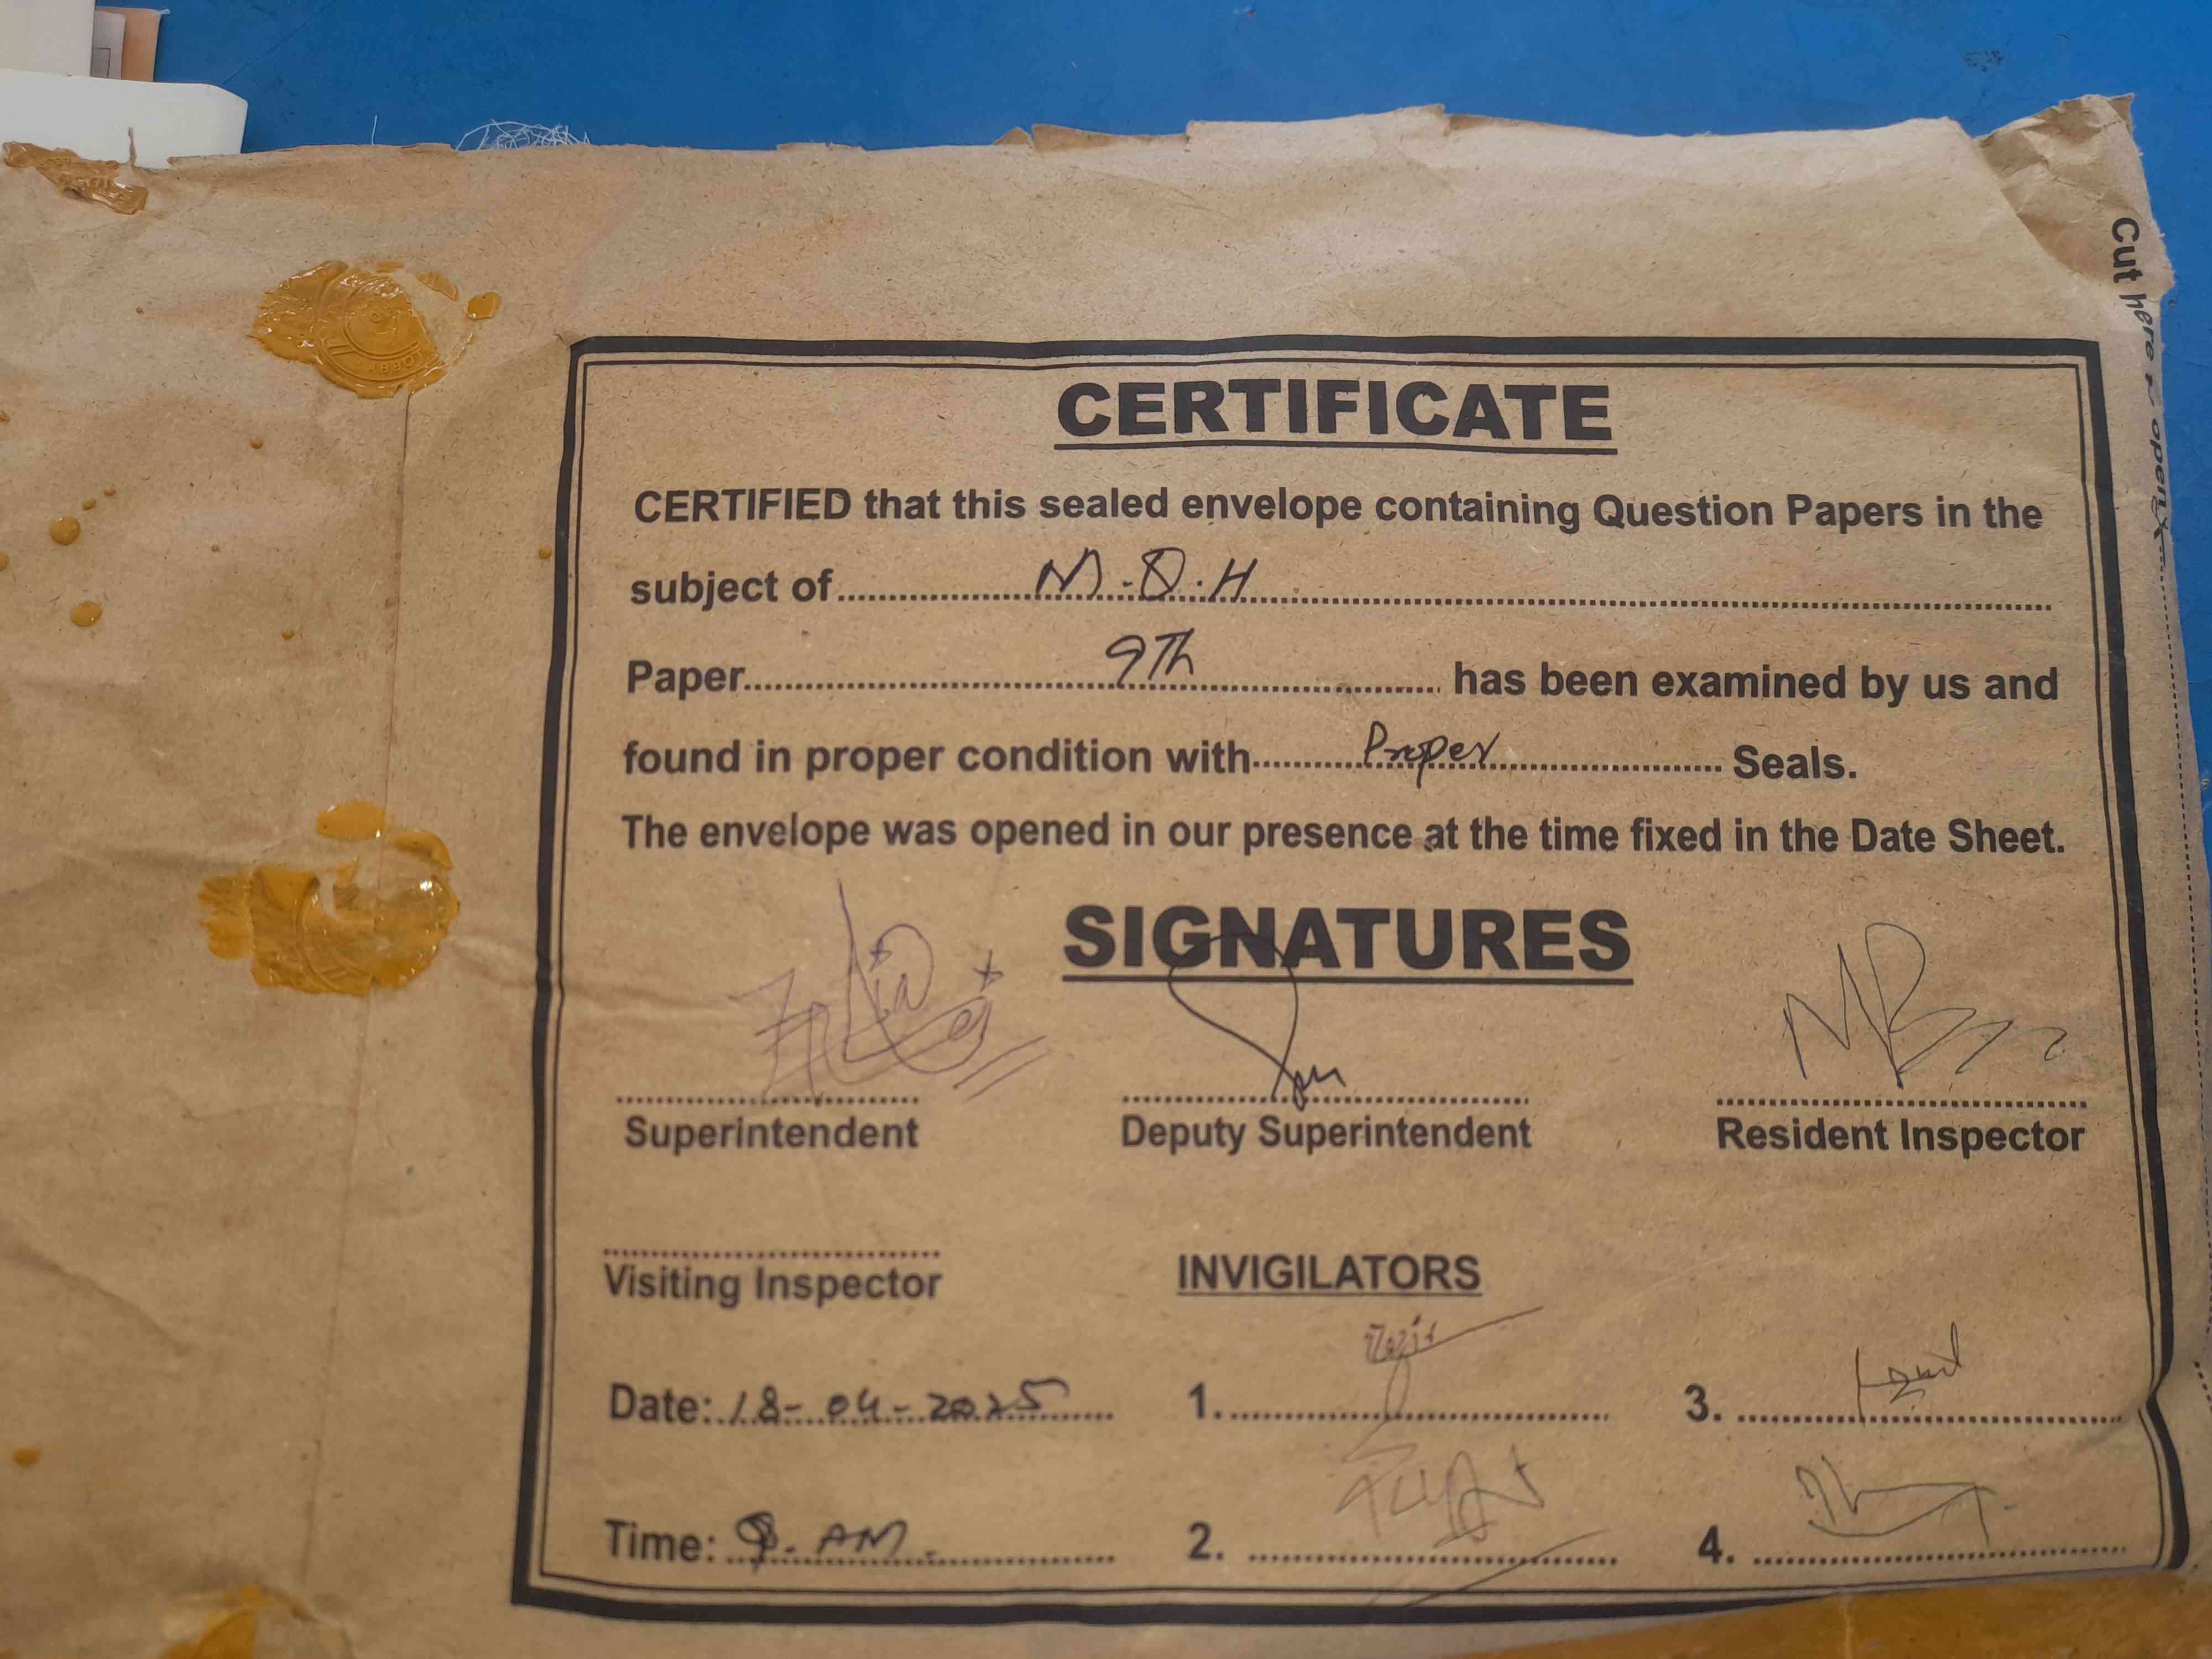 Cut here to open
CERTIFICATE
CERTIFIED that this sealed envelope containing Question Papers in the
subject of M.Q.H
Paper 9Th has been examined by us and
found in proper condition with Proper Seals.
The envelope was opened in our presence at the time fixed in the Date Sheet.
SIGNATURES
Superintendent
Deputy Superintendent
Resident Inspector
Visiting Inspector
INVIGILATORS
Date: 18-04-2025 1. 3.
Time: AM. 2. 4.